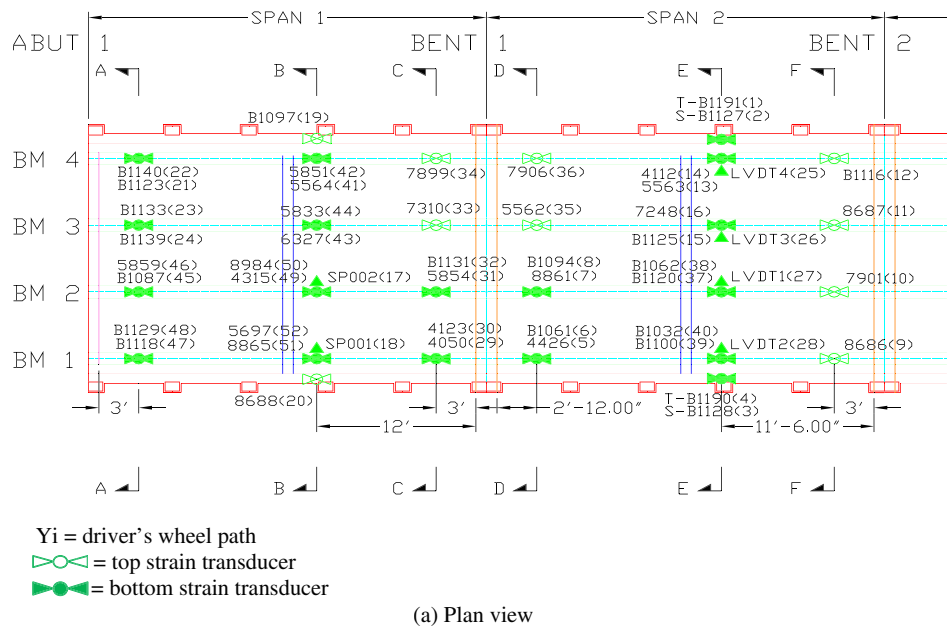 SPAN 1 SPAN 2
ABUT 1 BENT 1 BENT 2
A B C D E F
T-B1191(1)
B1097(19) S-B1127(2)
BM 4
B1140(22) 5851(42) 7899(34) 7906(36) 4112(14) LVDT4(25) B1116(12)
B1123(21) 5564(41) 5563(13)
B1133(23) 5833(44) 7310(33) 5562(35) 7248(16) 8687(11)
BM 3
B1139(24) 6327(43) B1125(15) LVDT3(26)
5859(46) 8984(50) B1131(32) B1094(8) B1062(38)
B1087(45) 4315(49) SP002(17) 5854(31) 8861(7) B1120(37) LVDT1(27) 7901(10)
BM 2
B1129(48) 5697(52) 4123(30) B1061(6) B1032(40)
B1118(47) 8865(51) SP001(18) 4050(29) 4426(5) B1100(39) LVDT2(28) 8686(9)
BM 1
8688(20) T-B1190(4)
S-B1128(3)
3' 3' 2'-12.00" 3'
12' 11'-6.00"
A B C D E F
Yi = driver's wheel path
= top strain transducer
= bottom strain transducer
(a) Plan view